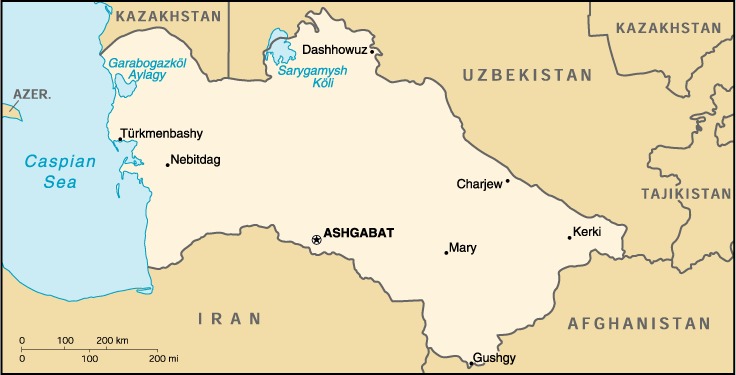 KAZAKHSTAN
KAZAKHSTAN
Dashhowuz
Garabogazköl
Aylagy
Sarygamysh
Köli
UZBEKISTAN
AZER.
Türkmenbashy
Nebitdag
Caspian
Sea
Charjew
TAJIKISTAN
ASHGABAT
Kerki
Mary
IRAN
AFGHANISTAN
0 100 200 km
0 100 200 mi
Gushgy